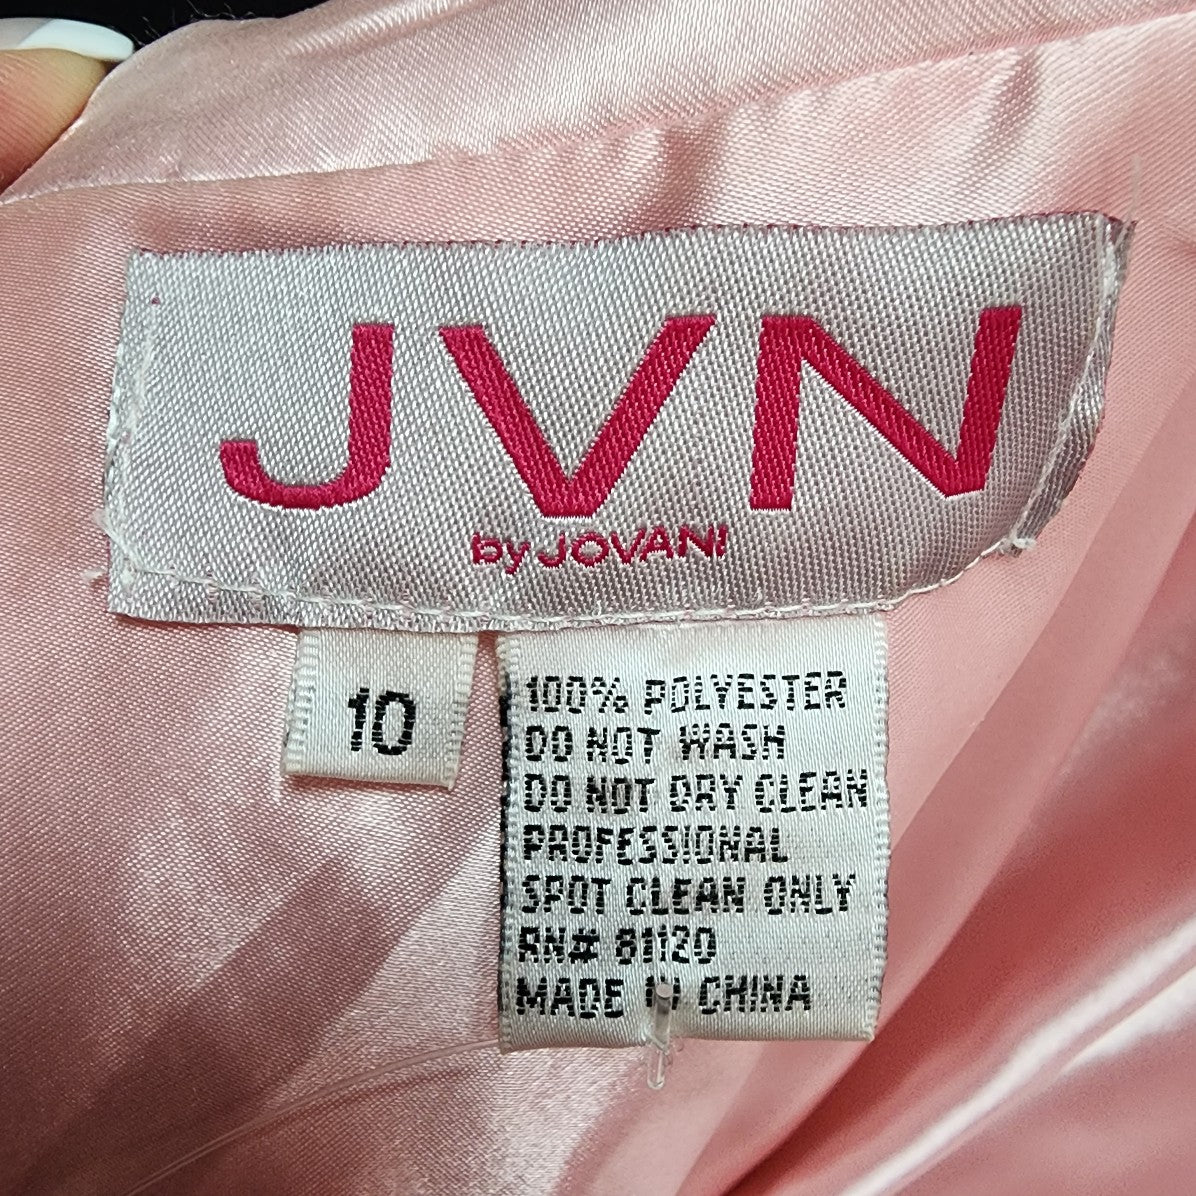 JVN
by JOVANI
10
100% POLYESTER
DO NOT WASH
DO NOT DRY CLEAN
PROFESSIONAL
SPOT CLEAN ONLY
RN# 81120
MADE IN CHINA